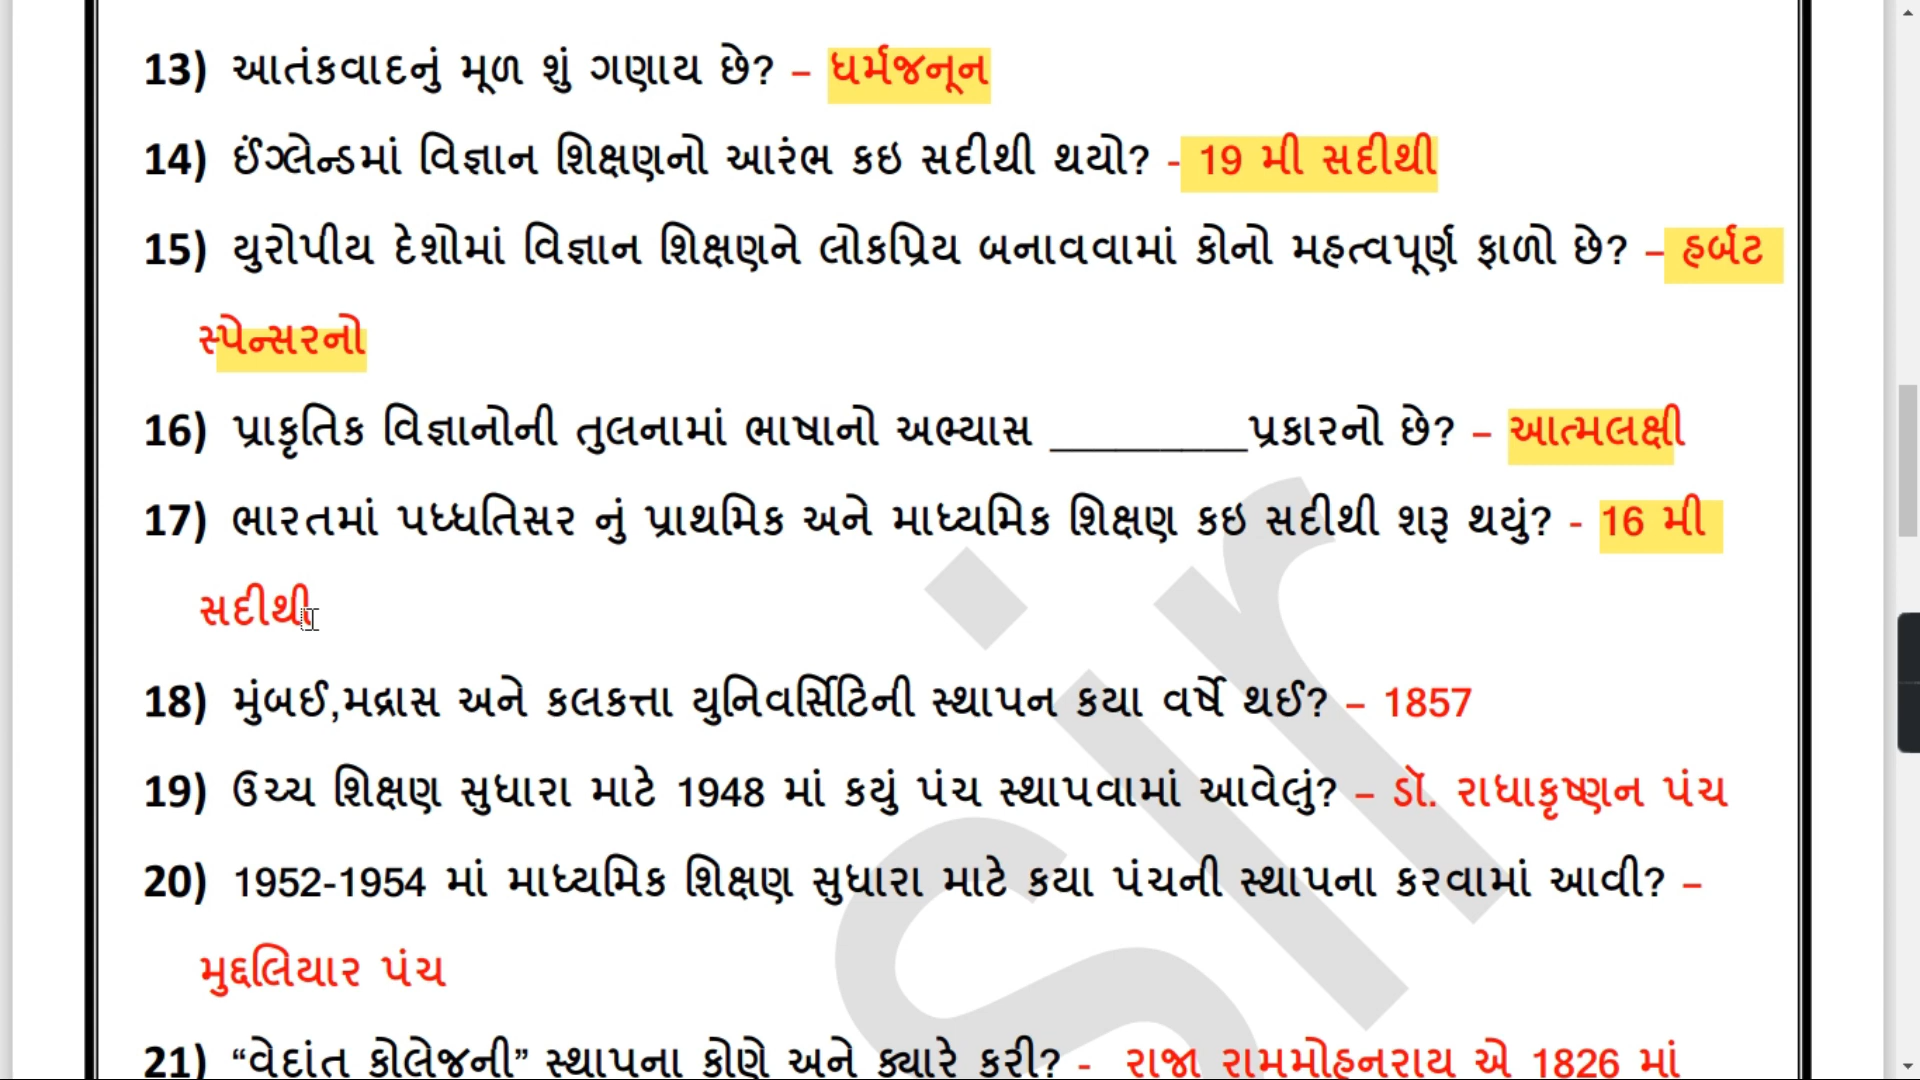 13) આતંકવાદનું મૂળ શું ગણાય છે? – ધર્મજનૂન
14) ઈંગ્લેન્ડમાં વિજ્ઞાન શિક્ષણનો આરંભ કઇ સદીથી થયો? - 19 મી સદીથી
15) યુરોપીય દેશોમાં વિજ્ઞાન શિક્ષણને લોકપ્રિય બનાવવામાં કોનો મહત્વપૂર્ણ ફાળો છે? – હર્બટ
સ્પેન્સરનો
16) પ્રાકૃતિક વિજ્ઞાનોની તુલનામાં ભાષાનો અભ્યાસ _________પ્રકારનો છે? – આત્મલક્ષી
17) ભારતમાં પધ્ધતિસર નું પ્રાથમિક અને માધ્યમિક શિક્ષણ કઇ સદીથી શરૂ થયું? - 16 મી
સદીથી
18) મુંબઈ,મદ્રાસ અને કલકત્તા યુનિવર્સિટિની સ્થાપન કયા વર્ષે થઈ? – 1857
19) ઉચ્ચ શિક્ષણ સુધારા માટે 1948 માં કયું પંચ સ્થાપવામાં આવેલું? – ડૉ. રાધાકૃષ્ણન પંચ
20) 1952-1954 માં માધ્યમિક શિક્ષણ સુધારા માટે કયા પંચની સ્થાપના કરવામાં આવી? –
મુદ્દલિયાર પંચ
21) “વેદાંત કોલેજની” સ્થાપના કોણે અને ક્યારે કરી? - રાજા રામમોહનરાય એ 1826 માં
sir